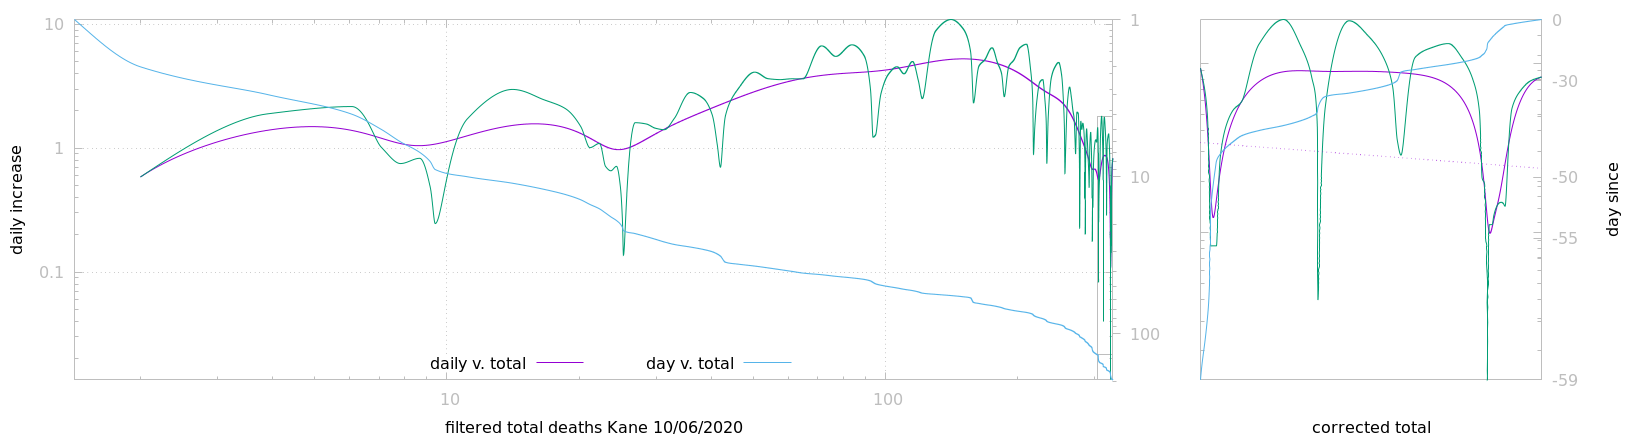 10
1
0.1
daily increase
10
100
1
10
100
daily v. total
day v. total
filtered total deaths Kane 10/06/2020
0
-30
-50
-55
-59
day since
corrected total